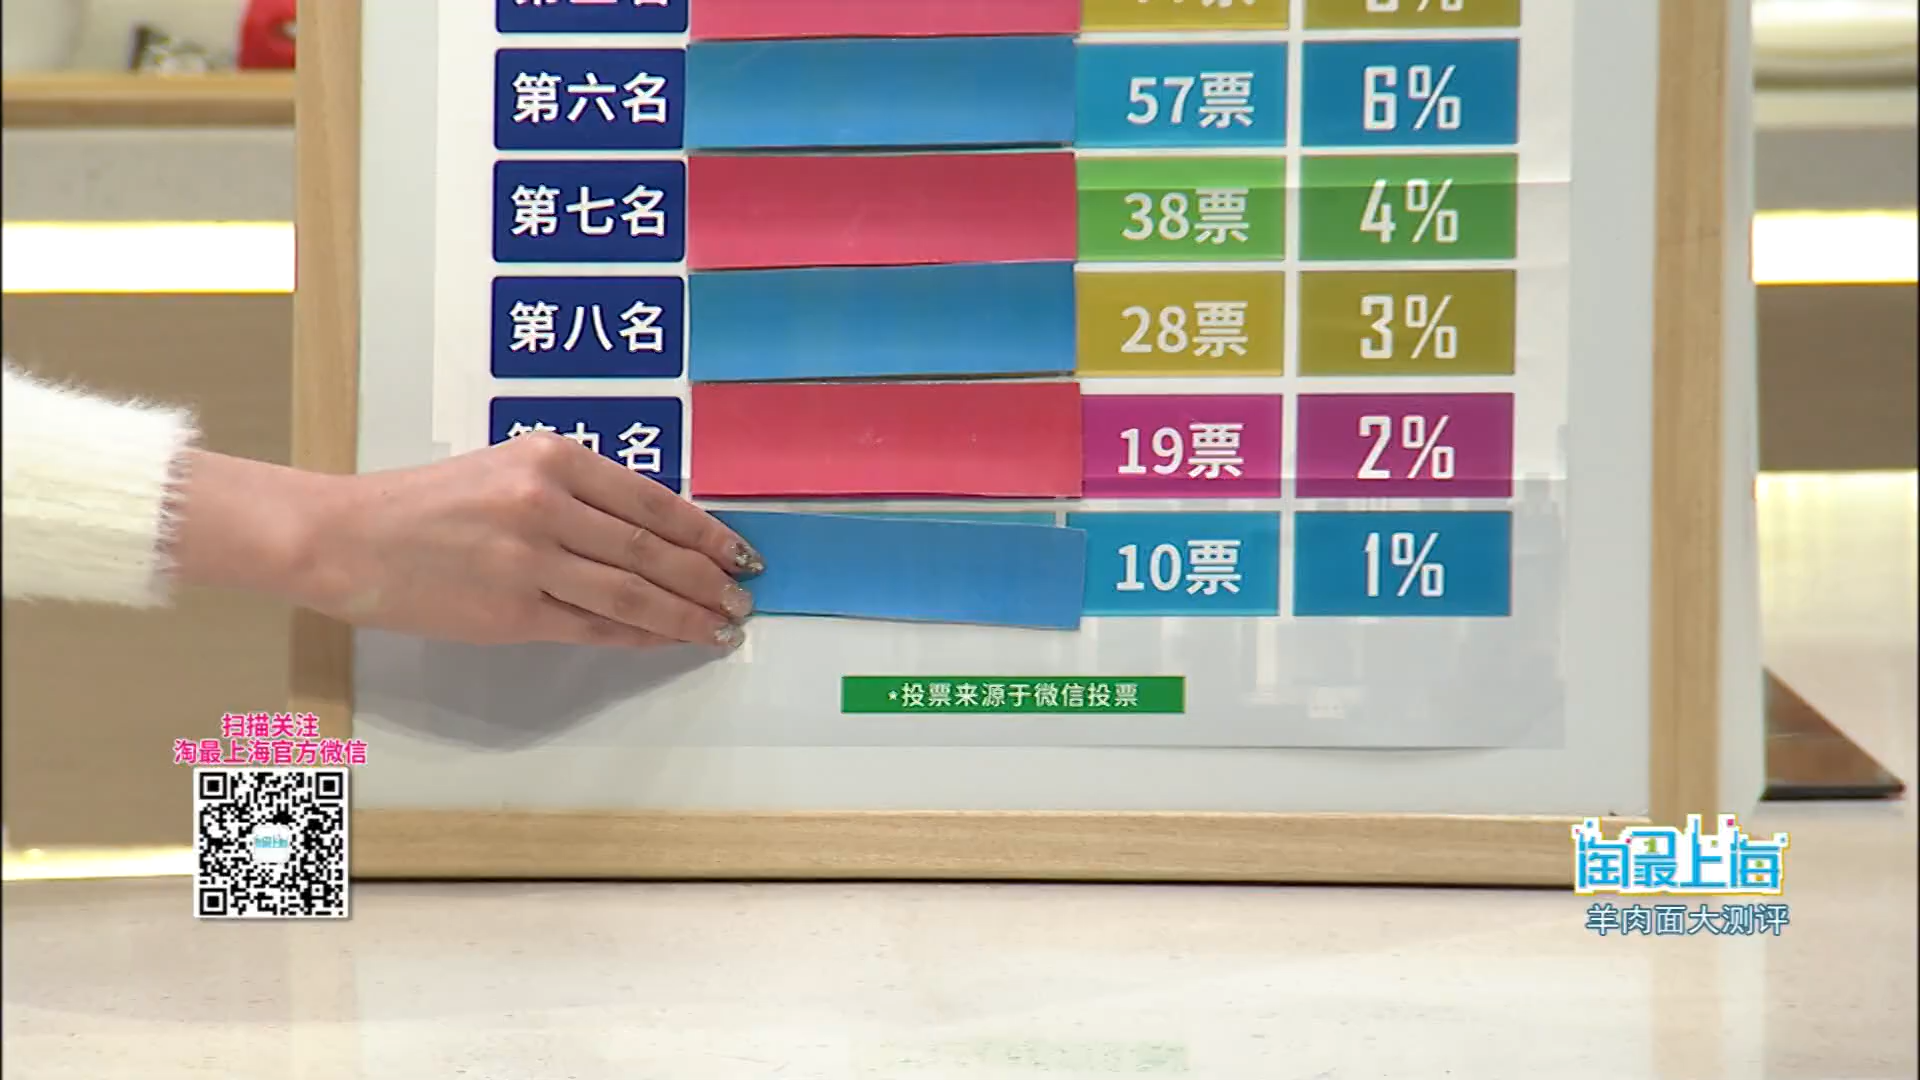 第六名 57票 6%
第七名 38票 4%
第八名 28票 3%
第九名 19票 2%
10票 1%
*投票来源于微信投票
扫描关注
淘最上海官方微信
淘最上海
羊肉面大测评